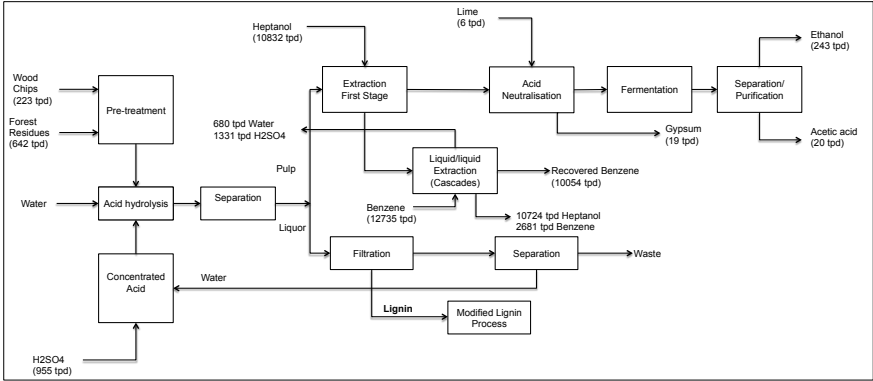 Heptanol
(10832 tpd)
Lime
(6 tpd)
Ethanol
(243 tpd)
Wood
Chips
(223 tpd)
Pre-treatment
Extraction
First Stage
Acid
Neutralisation
Fermentation
Separation/
Purification
Forest
Residues
(642 tpd)
680 tpd Water
1331 tpd H2SO4
Gypsum
(19 tpd)
Acetic acid
(20 tpd)
Pulp
Liquid/liquid
Extraction
(Cascades)
Recovered Benzene
(10054 tpd)
Water
Acid hydrolysis
Separation
Benzene
(12735 tpd)
10724 tpd Heptanol
2681 tpd Benzene
Liquor
Filtration
Separation
Waste
Concentrated
Acid
Water
Lignin
Modified Lignin
Process
H2SO4
(955 tpd)